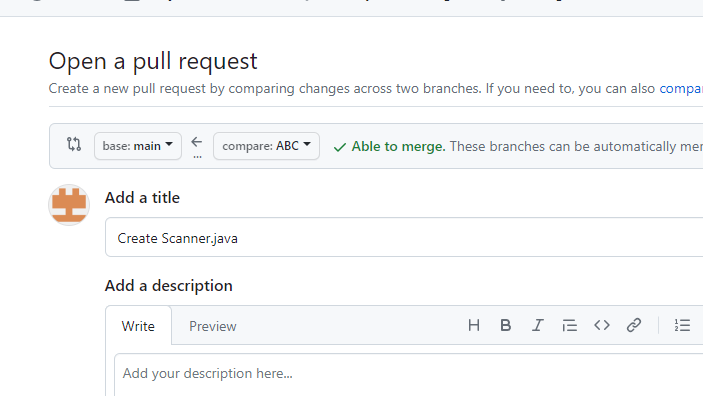 Open a pull request
Create a new pull request by comparing changes across two branches. If you need to, you can also compar
base: main ← compare: ABC ✓ Able to merge. These branches can be automatically mer
...
Add a title
Create Scanner.java
Add a description
Write Preview H B I
Add your description here...